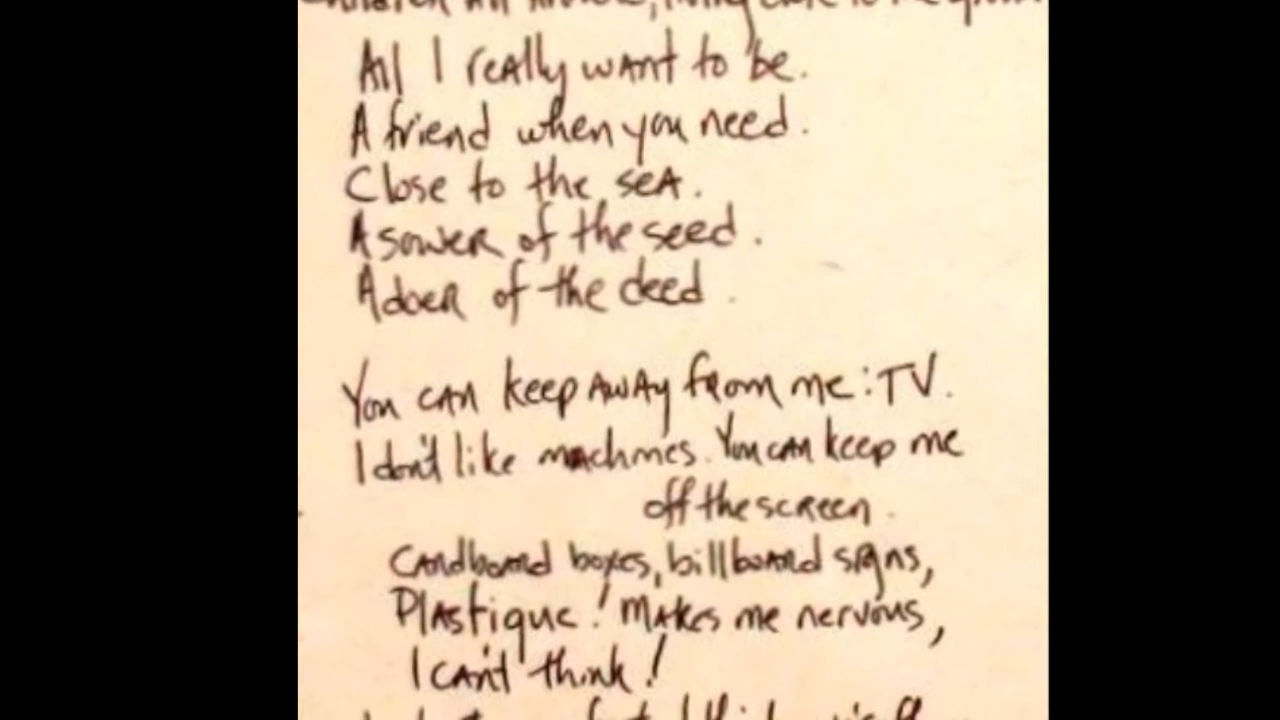 All I really want to be.
A friend when you need.
Close to the sea.
A sower of the seed.
A doer of the deed.
You can keep away from me: TV.
I don't like machines. You can keep me
off the screen.
Cardboard boxes, billboard signs,
Plastique! Makes me nervous,
I can't think!